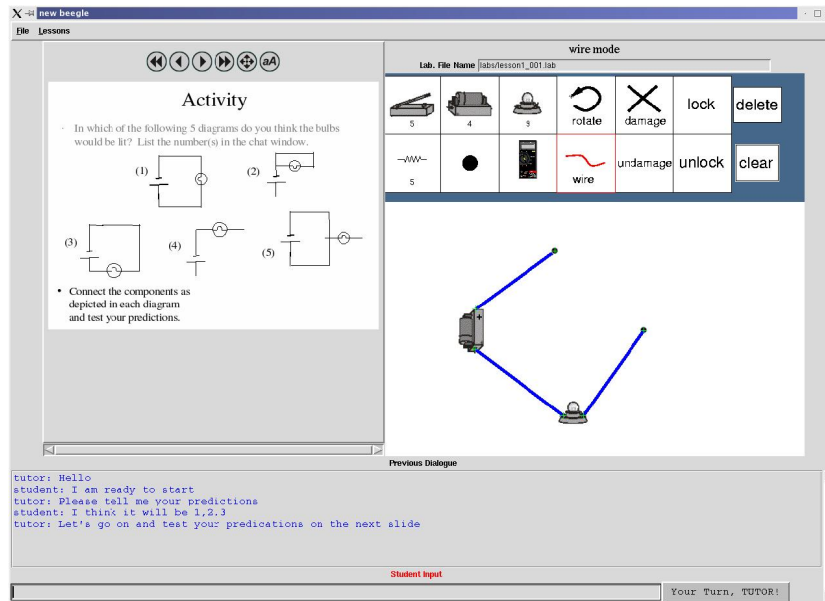 new beegle
File Lessons
wire mode
Lab. File Name labs/lesson1_001.lab
aA
5 4 9 rotate damage lock delete
5 wire undamage unlock clear
Activity
- In which of the following 5 diagrams do you think the bulbs
would be lit? List the number(s) in the chat window.
(1) (2)
(3) (4) (5)
• Connect the components as
depicted in each diagram
and test your predictions.
+
Previous Dialogue
tutor: Hello
student: I am ready to start
tutor: Please tell me your predictions
student: I think it will be 1,2.3
tutor: Let's go on and test your predications on the next slide
Student Input
Your Turn, TUTOR!